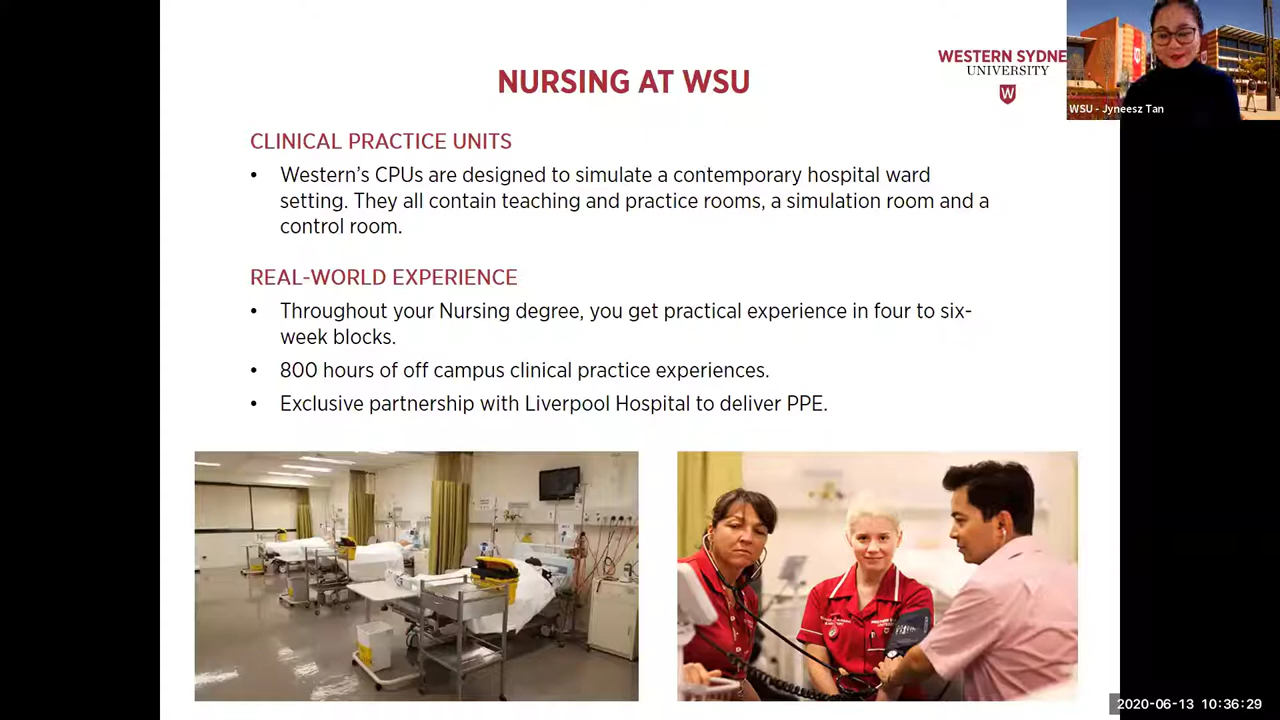 NURSING AT WSU
WESTERN SYDNE
UNIVERSITY
W
WSU - Jyneesz Tan
CLINICAL PRACTICE UNITS
• Western’s CPUs are designed to simulate a contemporary hospital ward
setting. They all contain teaching and practice rooms, a simulation room and a
control room.
REAL-WORLD EXPERIENCE
• Throughout your Nursing degree, you get practical experience in four to six-
week blocks.
• 800 hours of off campus clinical practice experiences.
• Exclusive partnership with Liverpool Hospital to deliver PPE.
2020-06-13 10:36:29